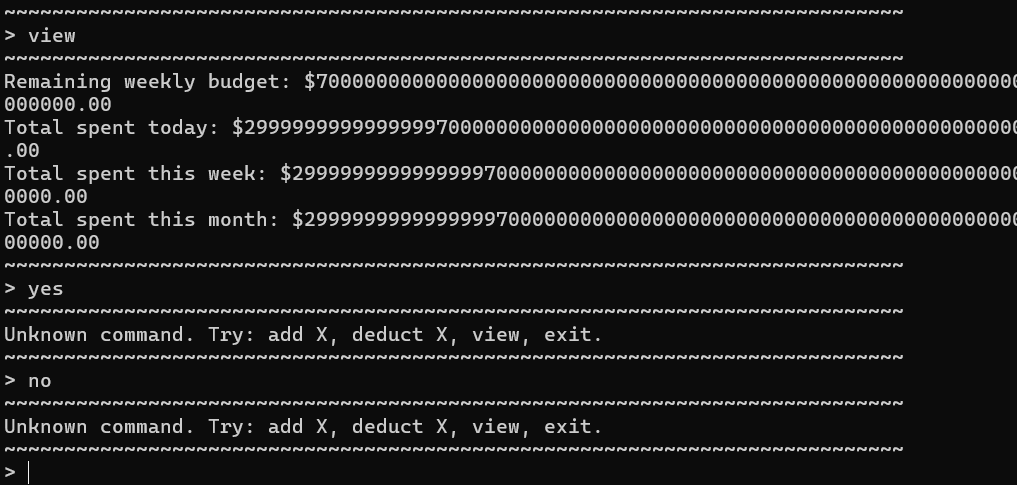 ~~~~~~~~~~~~~~~~~~~~~~~~~~~~~~~~~~~~~~~~~~~~~~~~~~~~~~~~~~~~~~~~~~~~~~~~~~~
> view
~~~~~~~~~~~~~~~~~~~~~~~~~~~~~~~~~~~~~~~~~~~~~~~~~~~~~~~~~~~~~~~~~~~~~~~~~~~
Remaining weekly budget: $70000000000000000000000000000000000000000000000000000000000
000000.00
Total spent today: $29999999999999997000000000000000000000000000000000000000000000000
.00
Total spent this week: $2999999999999999700000000000000000000000000000000000000000000
0000.00
Total spent this month: $299999999999999970000000000000000000000000000000000000000000
00000.00
~~~~~~~~~~~~~~~~~~~~~~~~~~~~~~~~~~~~~~~~~~~~~~~~~~~~~~~~~~~~~~~~~~~~~~~~~~~
> yes
~~~~~~~~~~~~~~~~~~~~~~~~~~~~~~~~~~~~~~~~~~~~~~~~~~~~~~~~~~~~~~~~~~~~~~~~~~~
Unknown command. Try: add X, deduct X, view, exit.
~~~~~~~~~~~~~~~~~~~~~~~~~~~~~~~~~~~~~~~~~~~~~~~~~~~~~~~~~~~~~~~~~~~~~~~~~~~
> no
~~~~~~~~~~~~~~~~~~~~~~~~~~~~~~~~~~~~~~~~~~~~~~~~~~~~~~~~~~~~~~~~~~~~~~~~~~~
Unknown command. Try: add X, deduct X, view, exit.
~~~~~~~~~~~~~~~~~~~~~~~~~~~~~~~~~~~~~~~~~~~~~~~~~~~~~~~~~~~~~~~~~~~~~~~~~~~
>